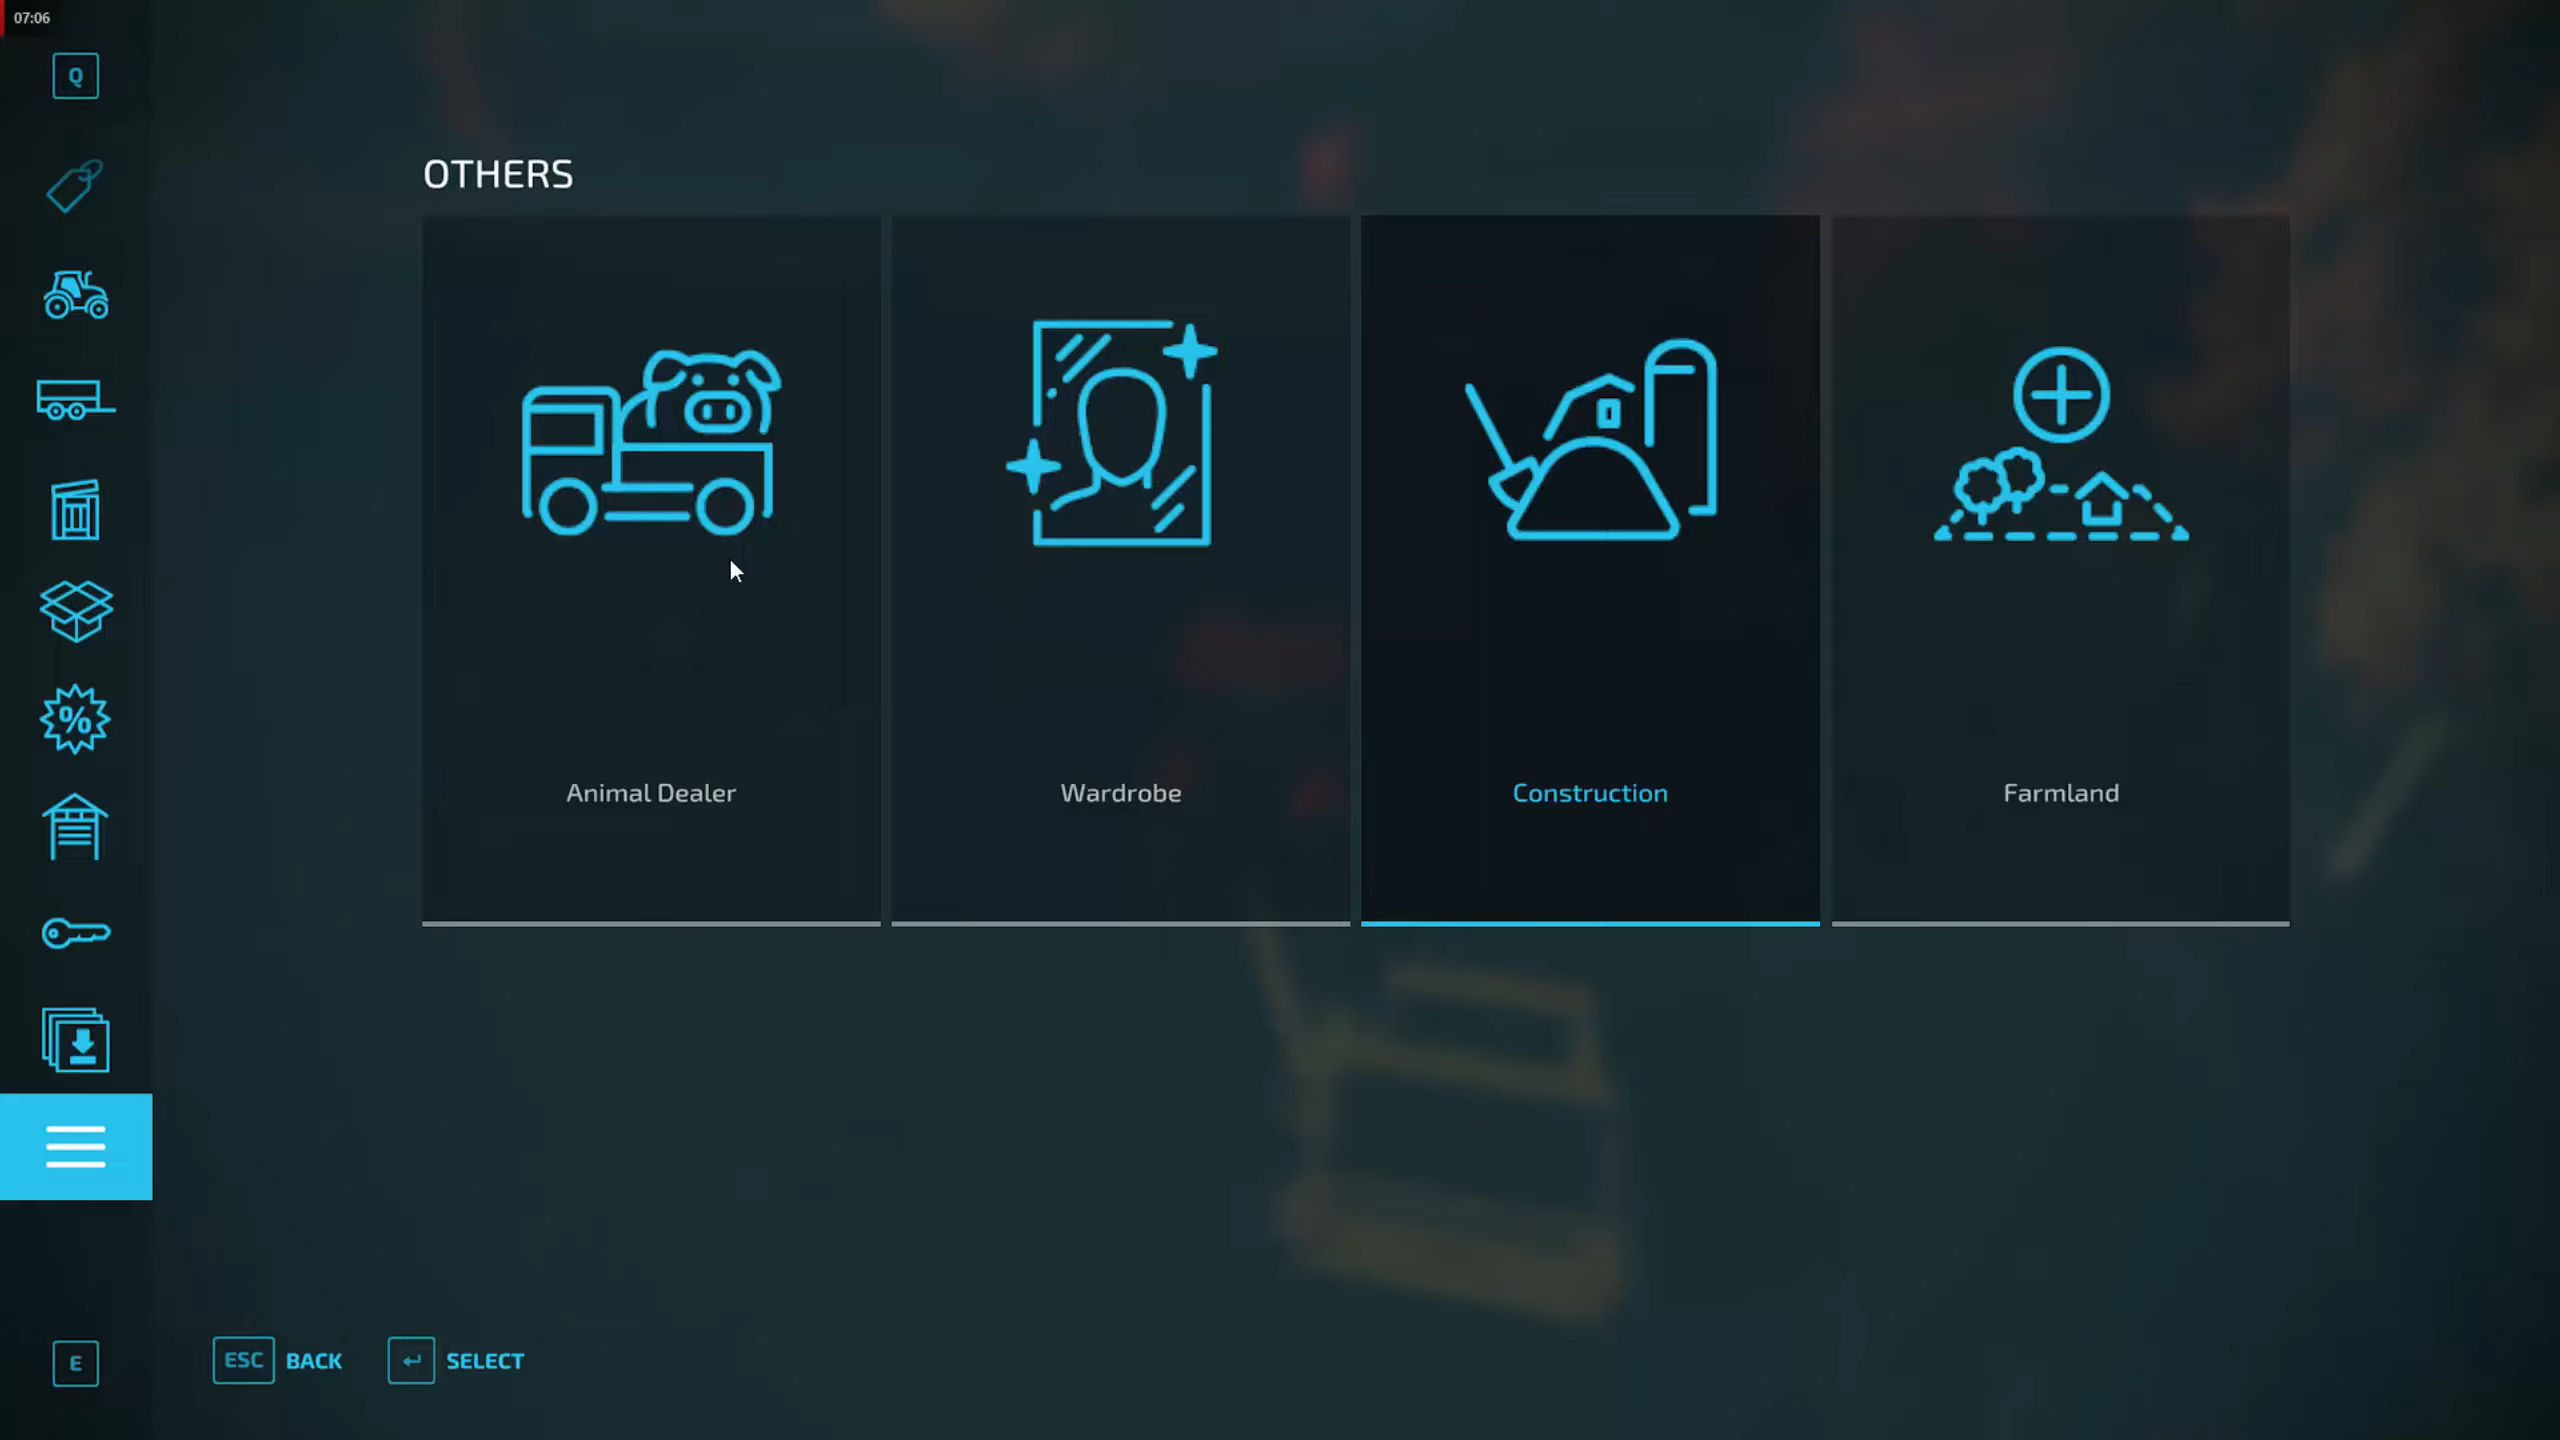 07:06
Q
OTHERS
%
Animal Dealer
Wardrobe
Construction
Farmland
E
ESC BACK
SELECT